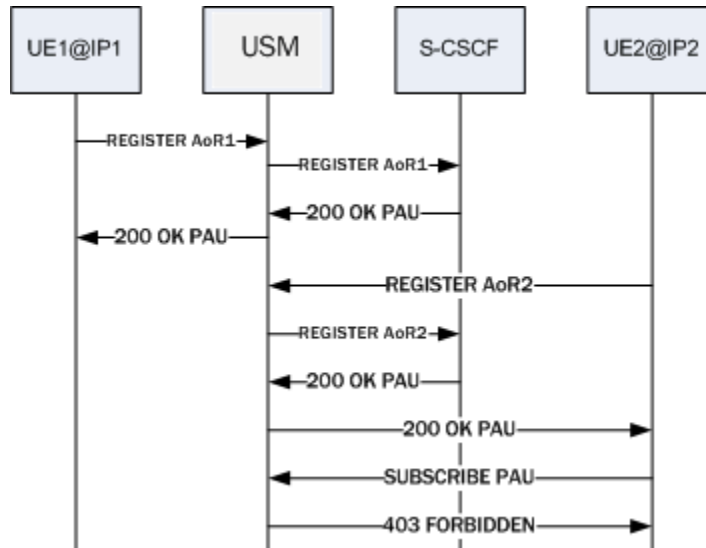 UE1@IP1 USM S-CSCF UE2@IP2
REGISTER AoR1
REGISTER AoR1
200 OK PAU
200 OK PAU
REGISTER AoR2
REGISTER AoR2
200 OK PAU
200 OK PAU
SUBSCRIBE PAU
403 FORBIDDEN